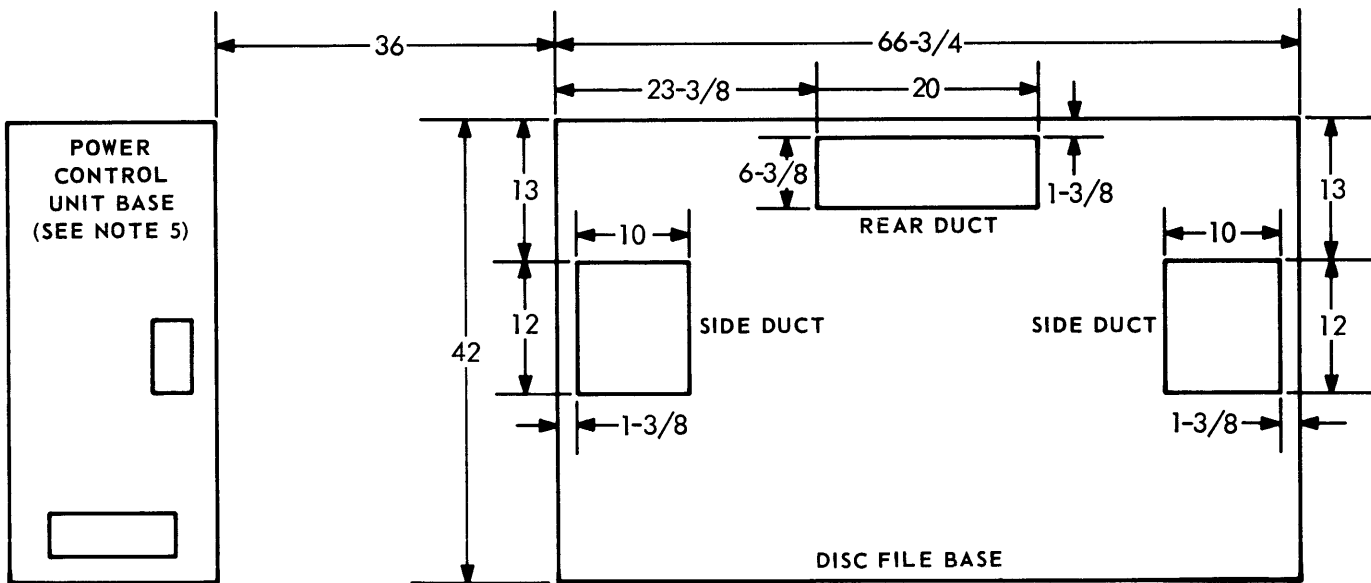 36
66-3/4
23-3/8
20
POWER
CONTROL
UNIT BASE
(SEE NOTE 5)
13
6-3/8
1-3/8
13
REAR DUCT
10
10
12
SIDE DUCT
SIDE DUCT
12
42
1-3/8
1-3/8
DISC FILE BASE